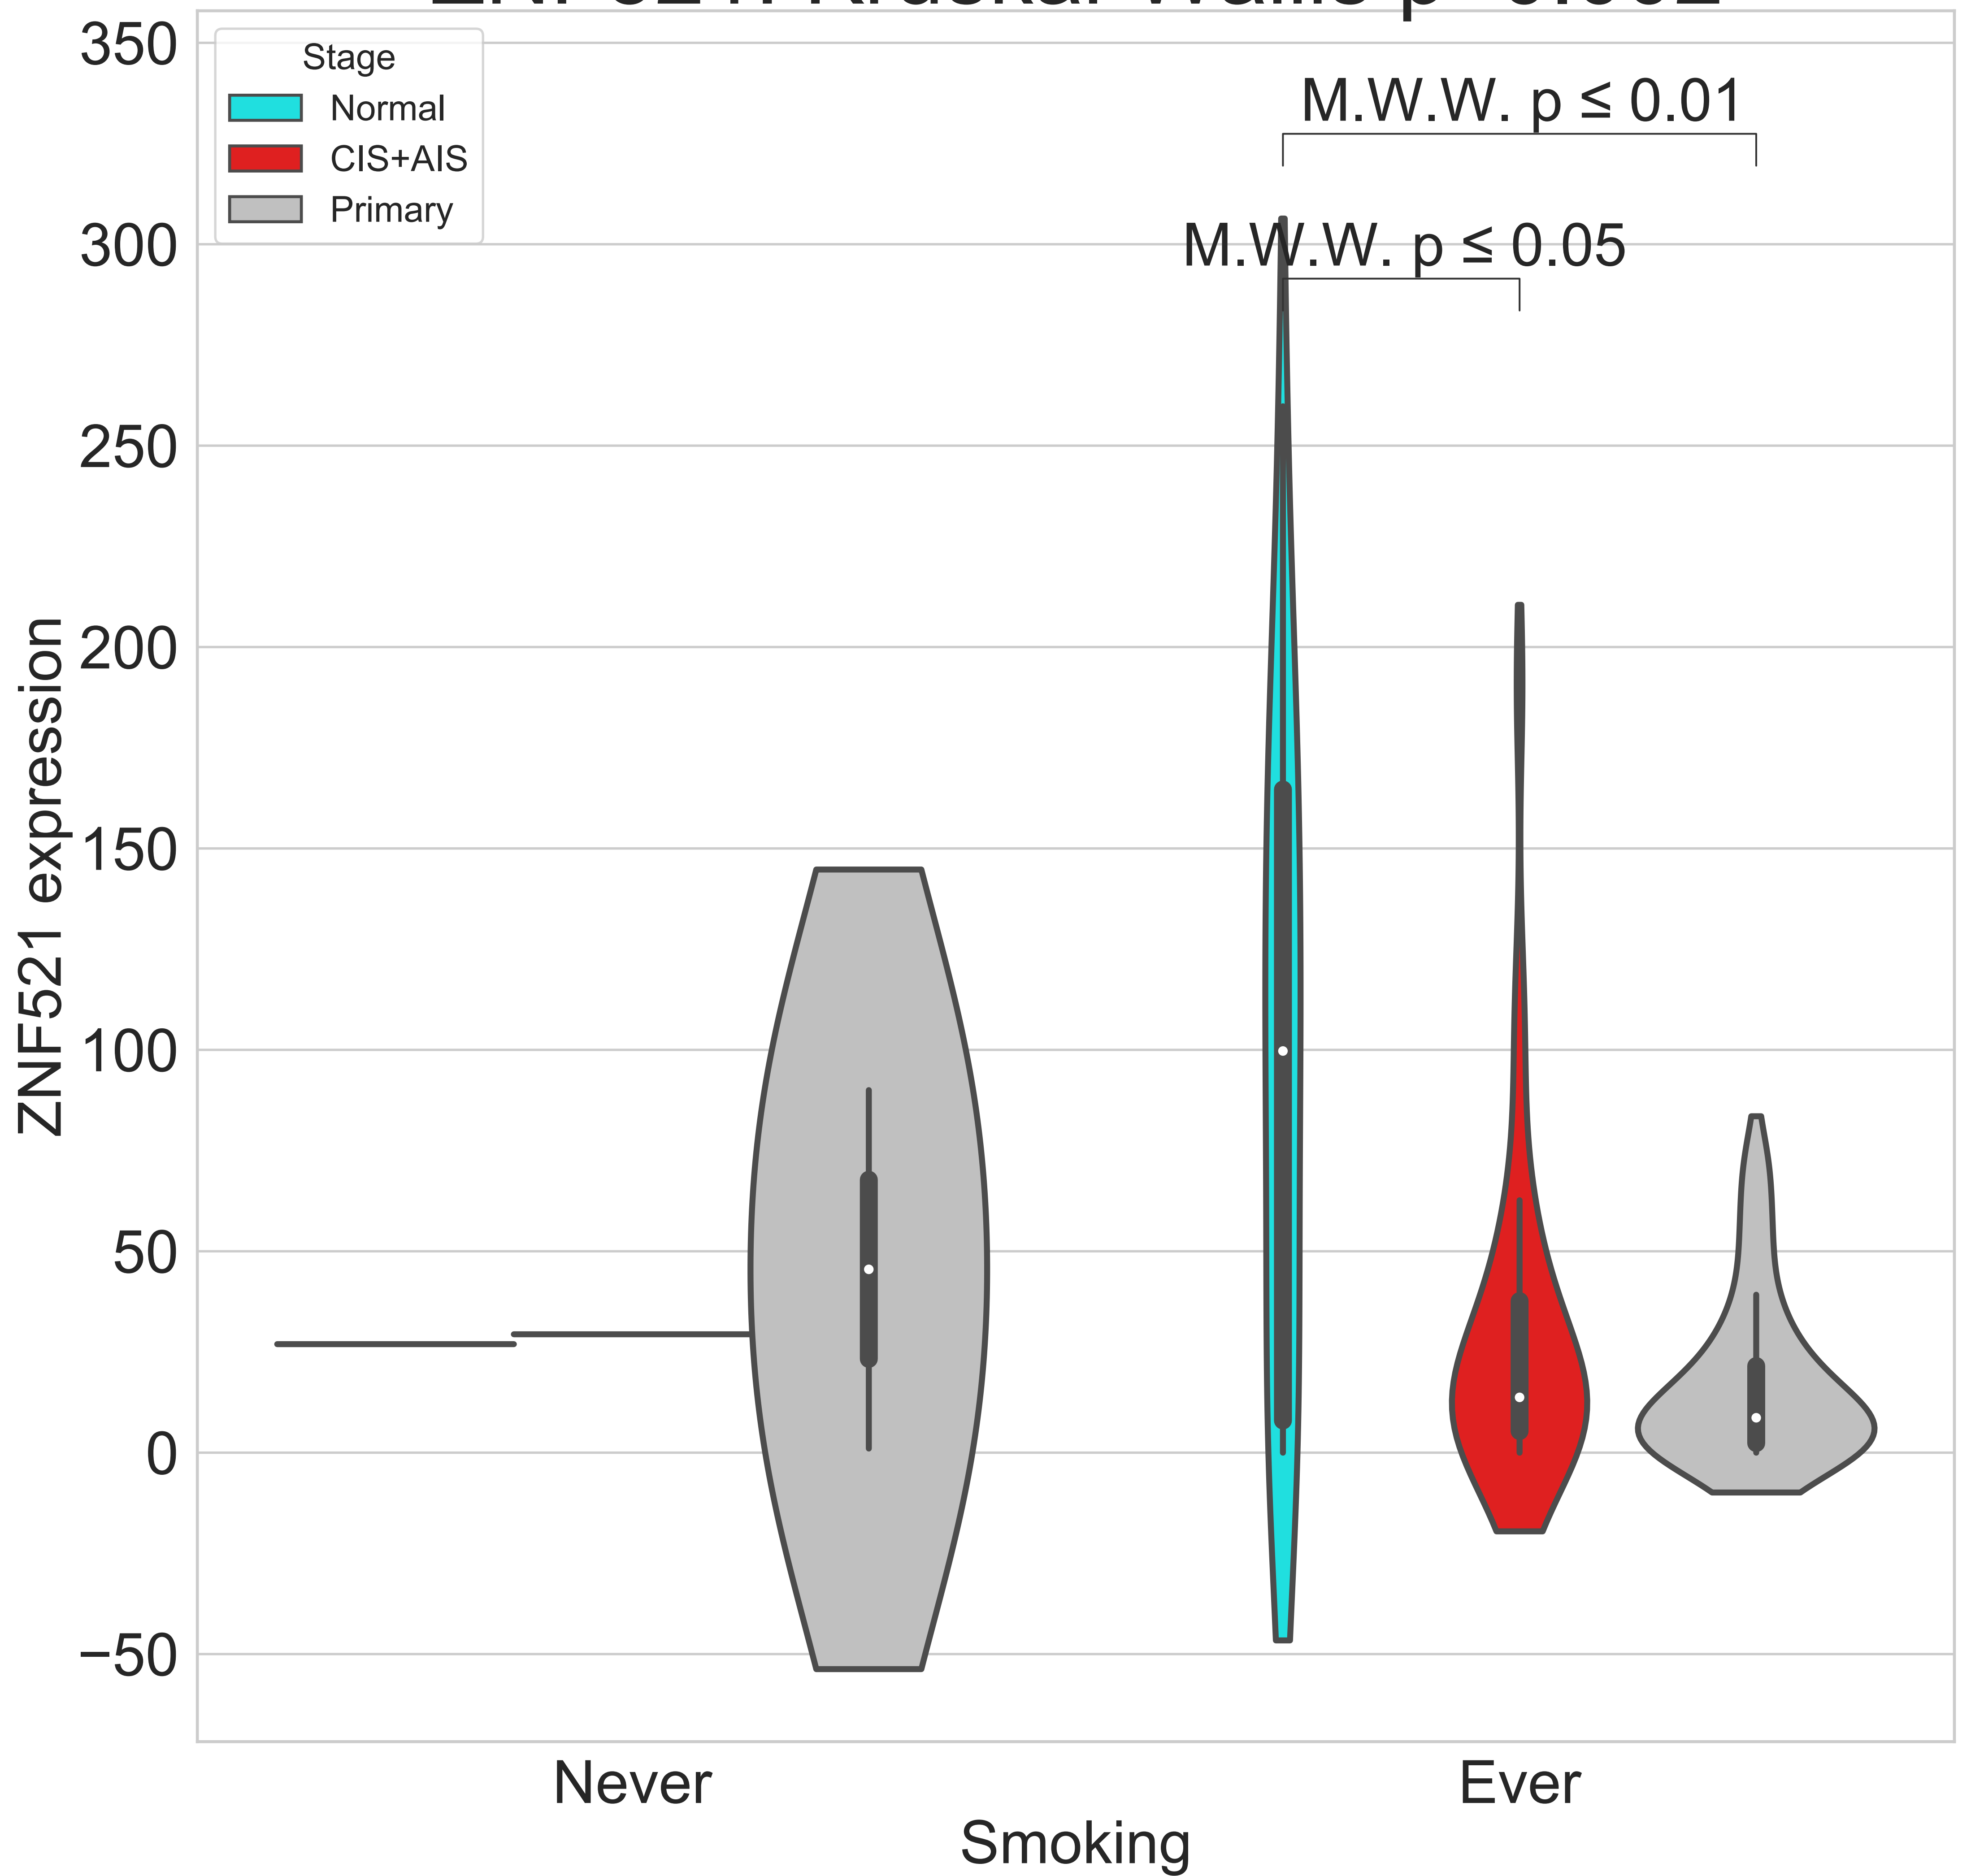 350
300
250
200
150
100
50
0
−50
ZNF521 expression
Stage
Normal
CIS+AIS
Primary
M.W.W. p ≤ 0.01
M.W.W. p ≤ 0.05
Never
Ever
Smoking